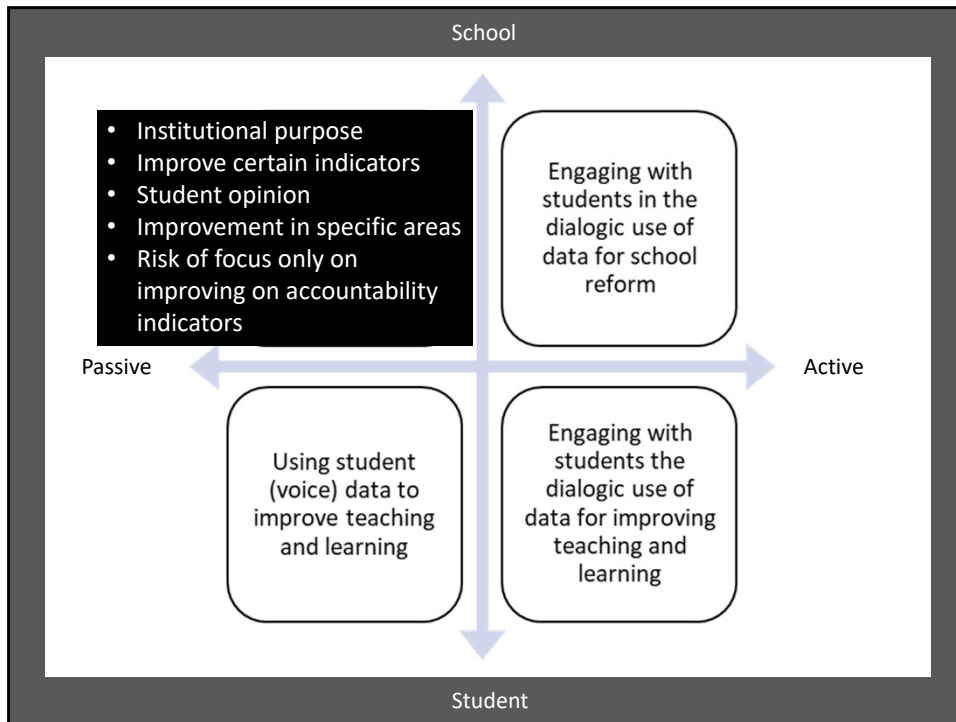 School
• Institutional purpose
• Improve certain indicators
• Student opinion
• Improvement in specific areas
• Risk of focus only on
improving on accountability
indicators
Engaging with
students in the
dialogic use of
data for school
reform
Passive
Active
Using student
(voice) data to
improve teaching
and learning
Engaging with
students the
dialogic use of
data for improving
teaching and
learning
Student